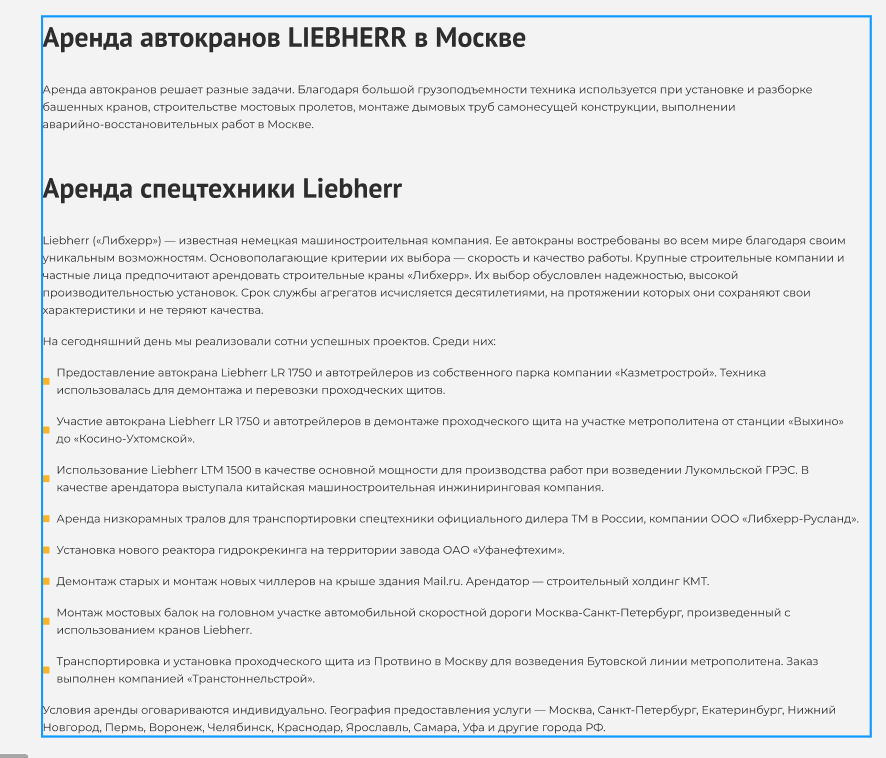 Аренда автокранов LIEBHERR в Москве
Аренда автокранов решает разные задачи. Благодаря большой грузоподъемности техника используется при установке и разборке
башенных кранов, строительстве мостовых пролетов, монтаже дымовых труб самонесущей конструкции, выполнении
аварийно-восстановительных работ в Москве.
Аренда спецтехники Liebherr
Liebherr («Либхерр») — известная немецкая машиностроительная компания. Ее автокраны востребованы во всем мире благодаря своим
уникальным возможностям. Основополагающие критерии их выбора — скорость и качество работы. Крупные строительные компании и
частные лица предпочитают арендовать строительные краны «Либхерр». Их выбор обусловлен надежностью, высокой
производительностью установок. Срок службы агрегатов исчисляется десятилетиями, на протяжении которых они сохраняют свои
характеристики и не теряют качества.
На сегодняшний день мы реализовали сотни успешных проектов. Среди них:
Предоставление автокрана Liebherr LR 1750 и автотрейлеров из собственного парка компании «Казметрострой». Техника
использовалась для демонтажа и перевозки проходческих щитов.
Участие автокрана Liebherr LR 1750 и автотрейлеров в демонтаже проходческого щита на участке метрополитена от станции «Выхино»
до «Косино-Ухтомской».
Использование Liebherr LTM 1500 в качестве основной мощности для производства работ при возведении Лукомльской ГРЭС. В
качестве арендатора выступала китайская машиностроительная инжиниринговая компания.
Аренда низкорамных тралов для транспортировки спецтехники официального дилера ТМ в России, компании ООО «Либхерр-Русланд».
Установка нового реактора гидрокрекинга на территории завода ОАО «Уфанефтехим».
Демонтаж старых и монтаж новых чиллеров на крыше здания Mail.ru. Арендатор — строительный холдинг КМТ.
Монтаж мостовых балок на головном участке автомобильной скоростной дороги Москва-Санкт-Петербург, произведенный с
использованием кранов Liebherr.
Транспортировка и установка проходческого щита из Протвино в Москву для возведения Бутовской линии метрополитена. Заказ
выполнен компанией «Транстоннельстрой».
Условия аренды оговариваются индивидуально. География предоставления услуги — Москва, Санкт-Петербург, Екатеринбург, Нижний
Новгород, Пермь, Воронеж, Челябинск, Краснодар, Ярославль, Самара, Уфа и другие города РФ.